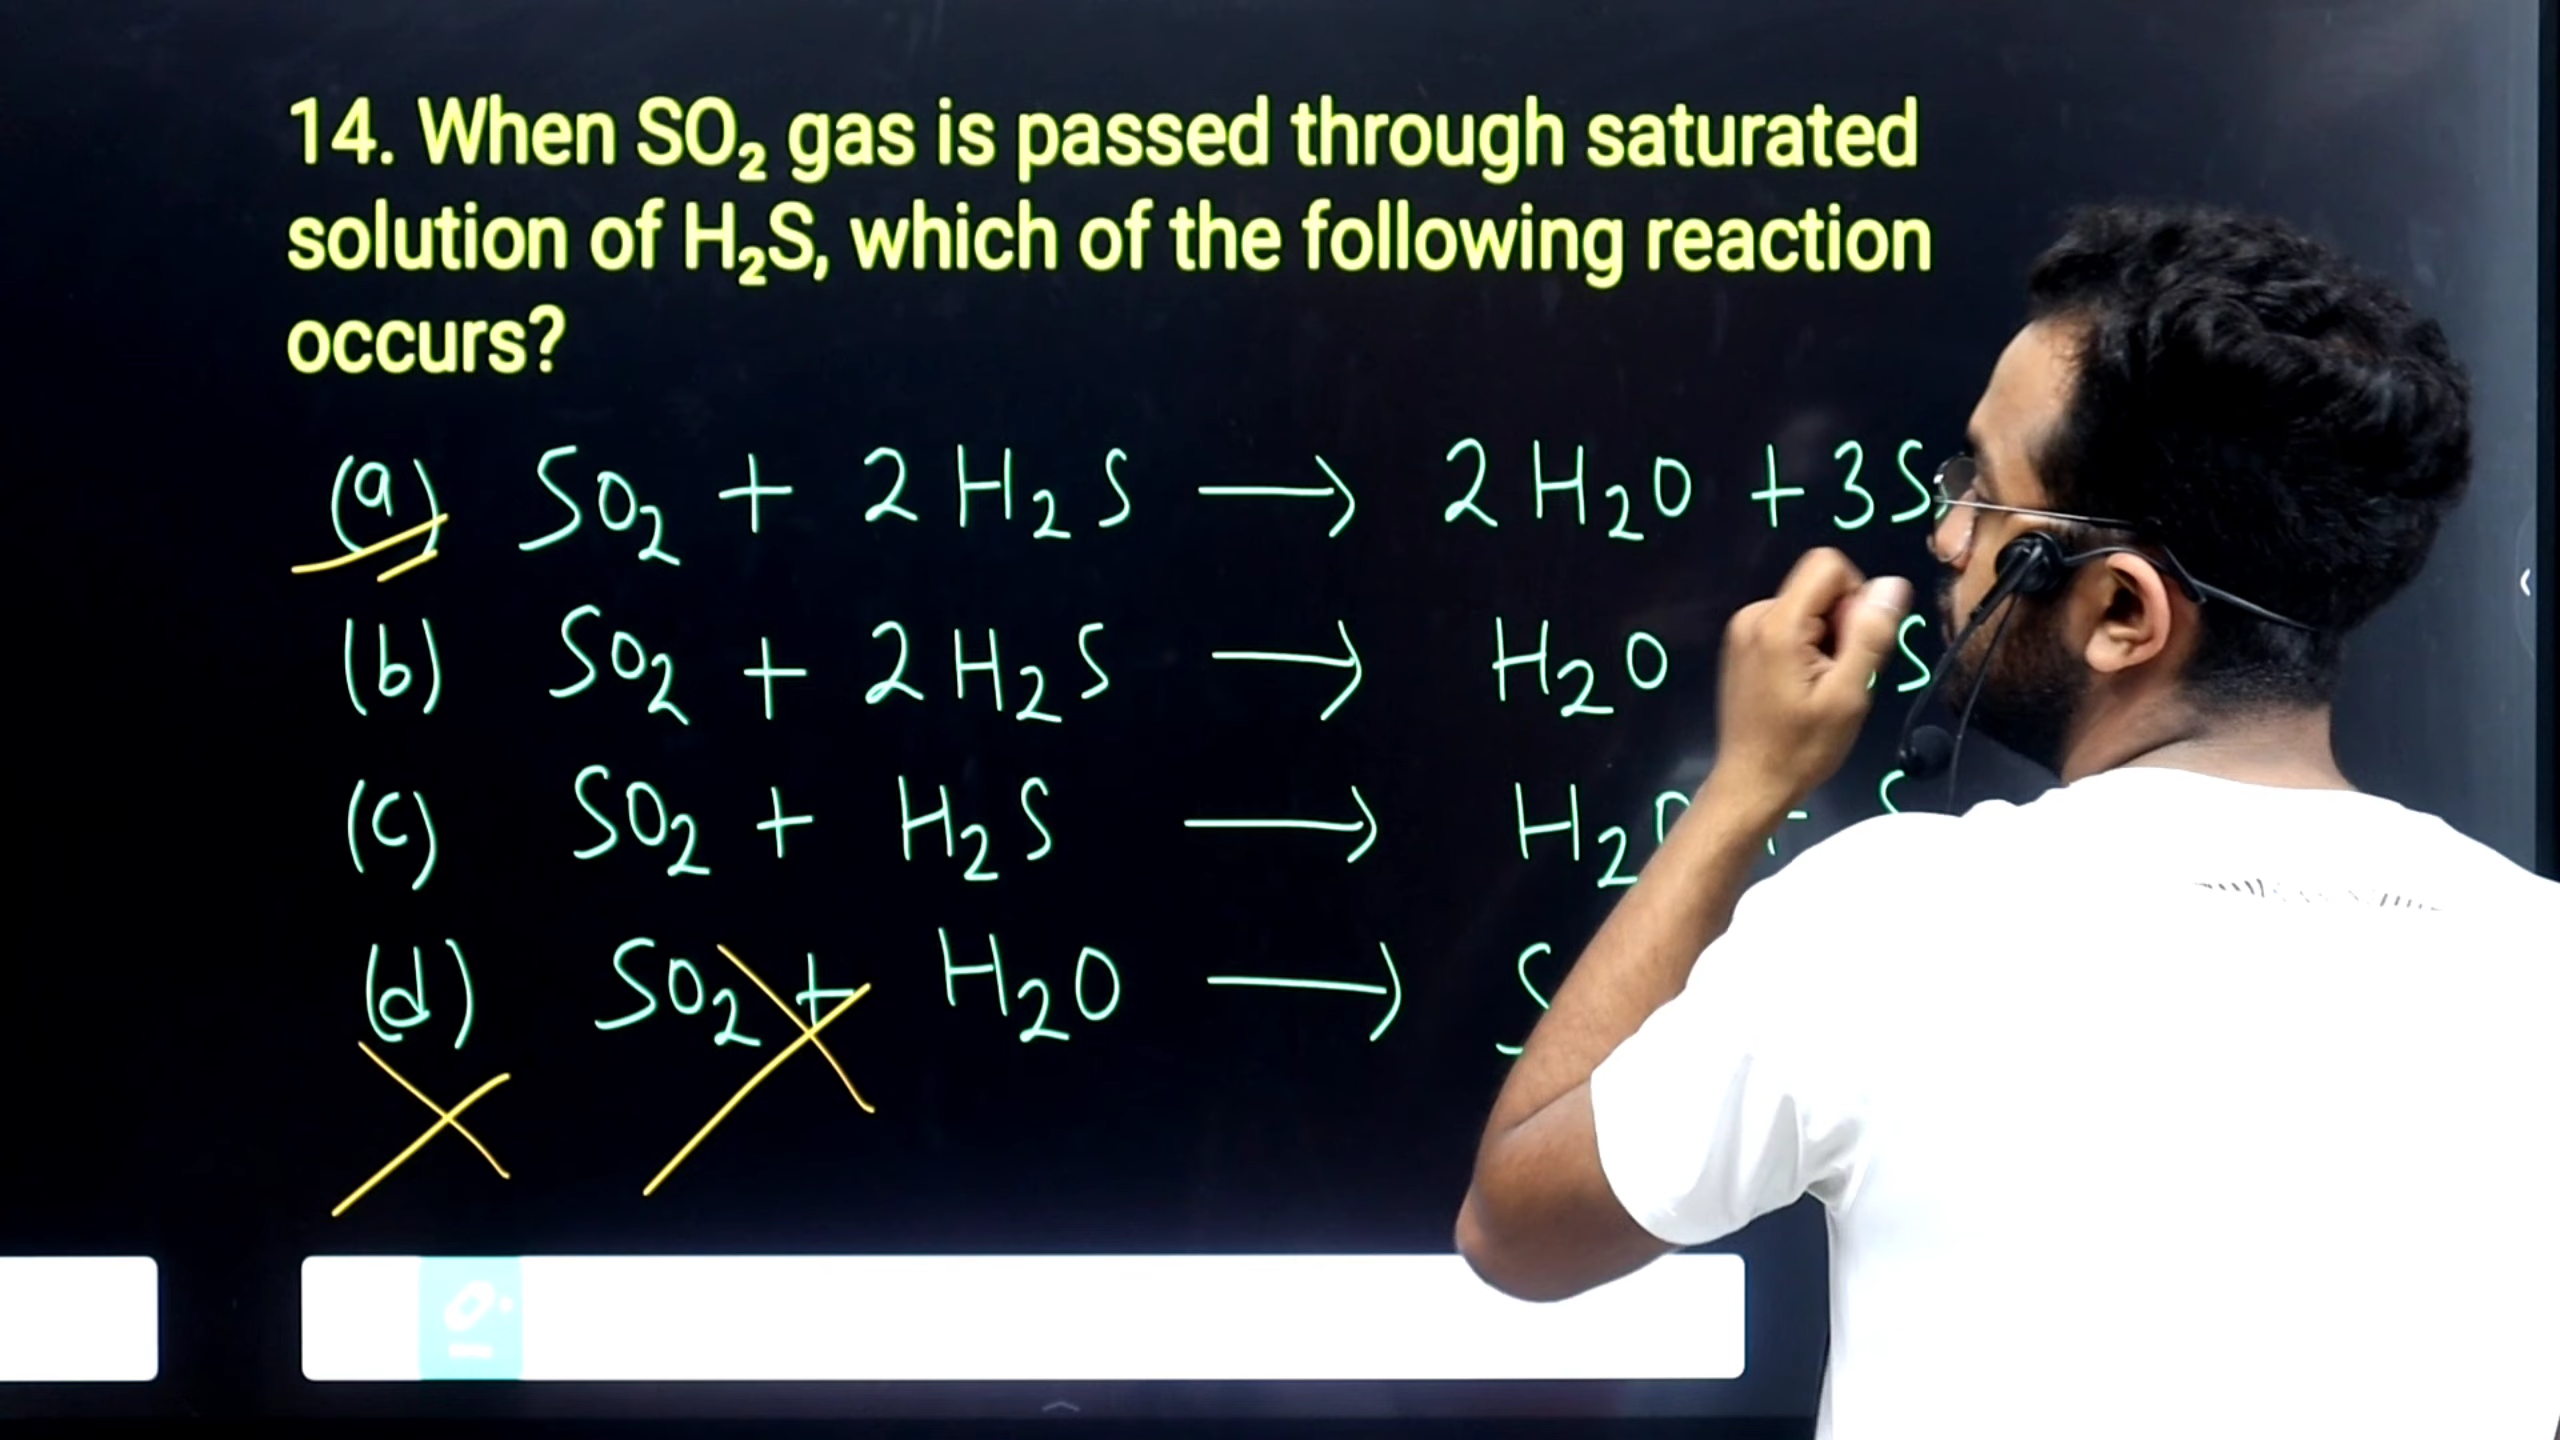 14. When SO₂ gas is passed through saturated
solution of H₂S, which of the following reaction
occurs?
(a) SO₂ + 2H₂S → 2H₂O + 3S
(b) SO₂ + 2H₂S → H₂O S
(c) SO₂ + H₂S → H₂O + S
(d) SO₂ + H₂O → S